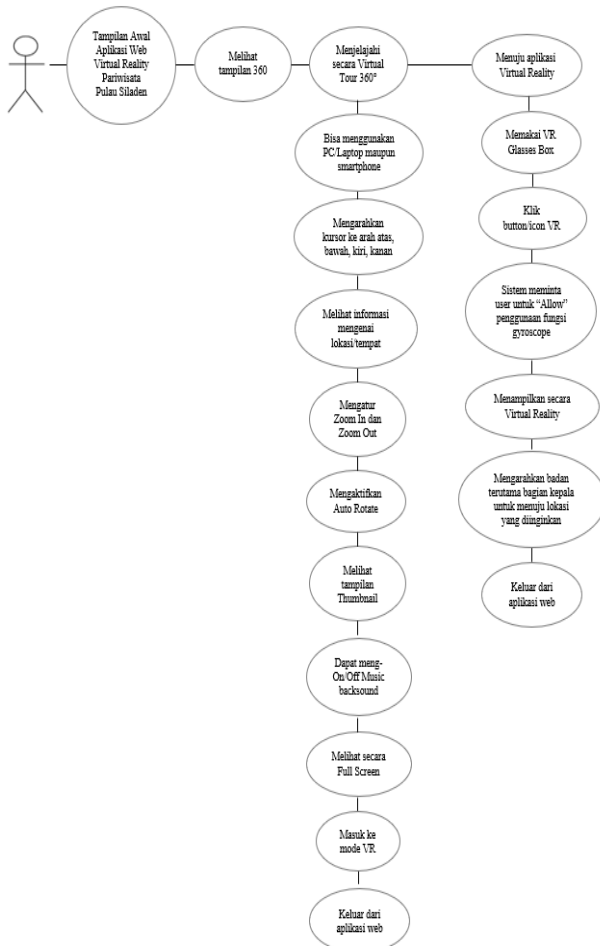 Tampilan Awal
Aplikasi Web
Virtual Reality
Pariwisata
Pulau Siladen
Melihat
tampilan 360
Menjelajahi
secara Virtual
Tour 360°
Menuju aplikasi
Virtual Reality
Bisa menggunakan
PC/Laptop maupun
smartphone
Mengarahkan
kursor ke arah atas,
bawah, kiri, kanan
Melihat informasi
mengenai
lokasi/tempat
Mengatur
Zoom In dan
Zoom Out
Mengaktifkan
Auto Rotate
Melihat
tampilan
Thumbnail
Dapat meng-
On/Off Music
backsound
Melihat secara
Full Screen
Masuk ke
mode VR
Keluar dari
aplikasi web
Memakai VR
Glasses Box
Klik
button/icon VR
Sistem meminta
user untuk “Allow”
penggunaan fungsi
gyroscope
Menampilkan secara
Virtual Reality
Mengarahkan badan
terutama bagian kepala
untuk menuju lokasi
yang diinginkan
Keluar dari
aplikasi web